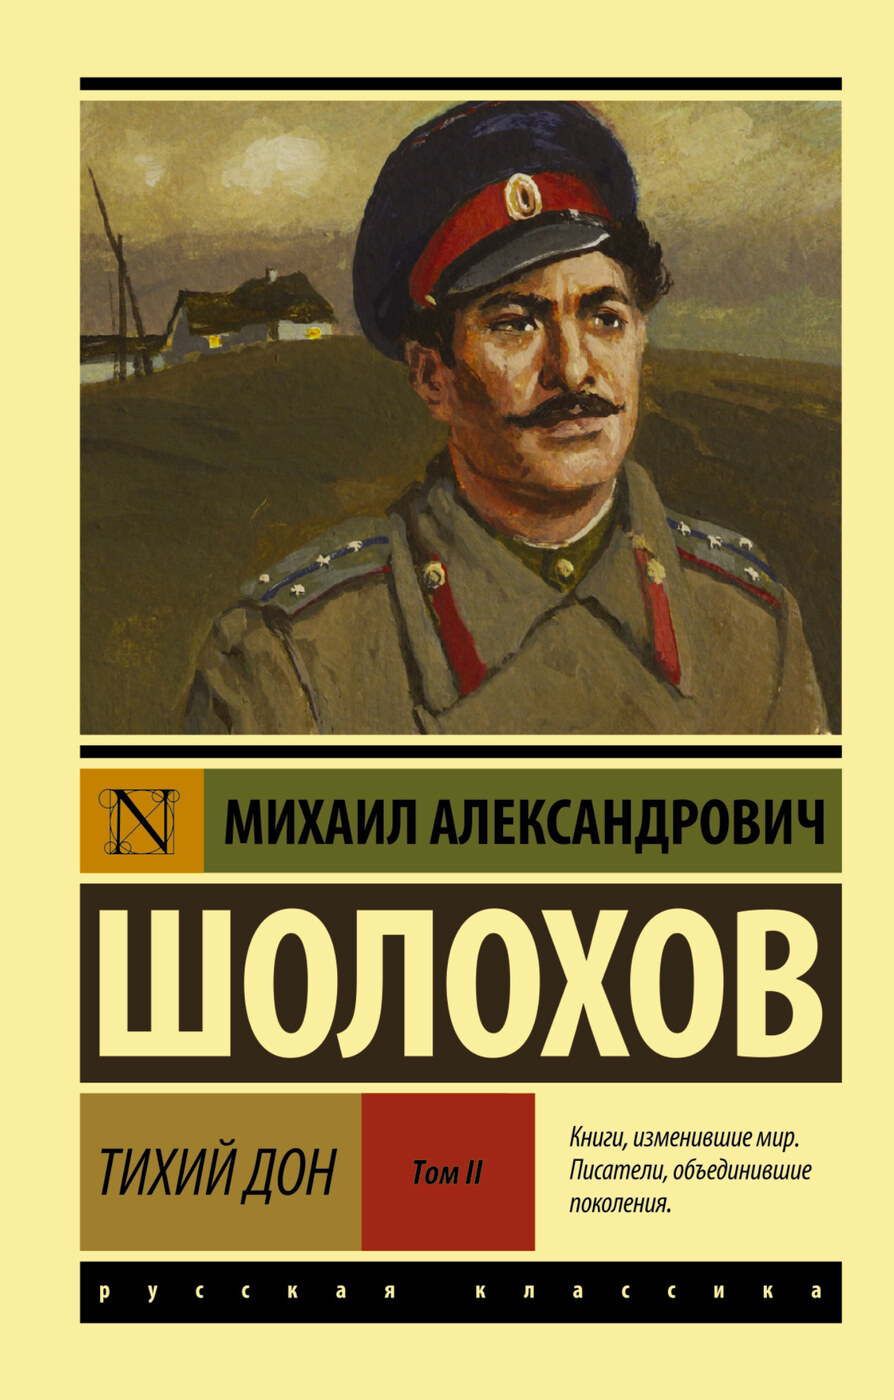 N
МИХАИЛ АЛЕКСАНДРОВИЧ
ШОЛОХОВ
ТИХИЙ ДОН
Том II
Книги, изменившие мир.
Писатели, объединившие
поколения.
русская классика